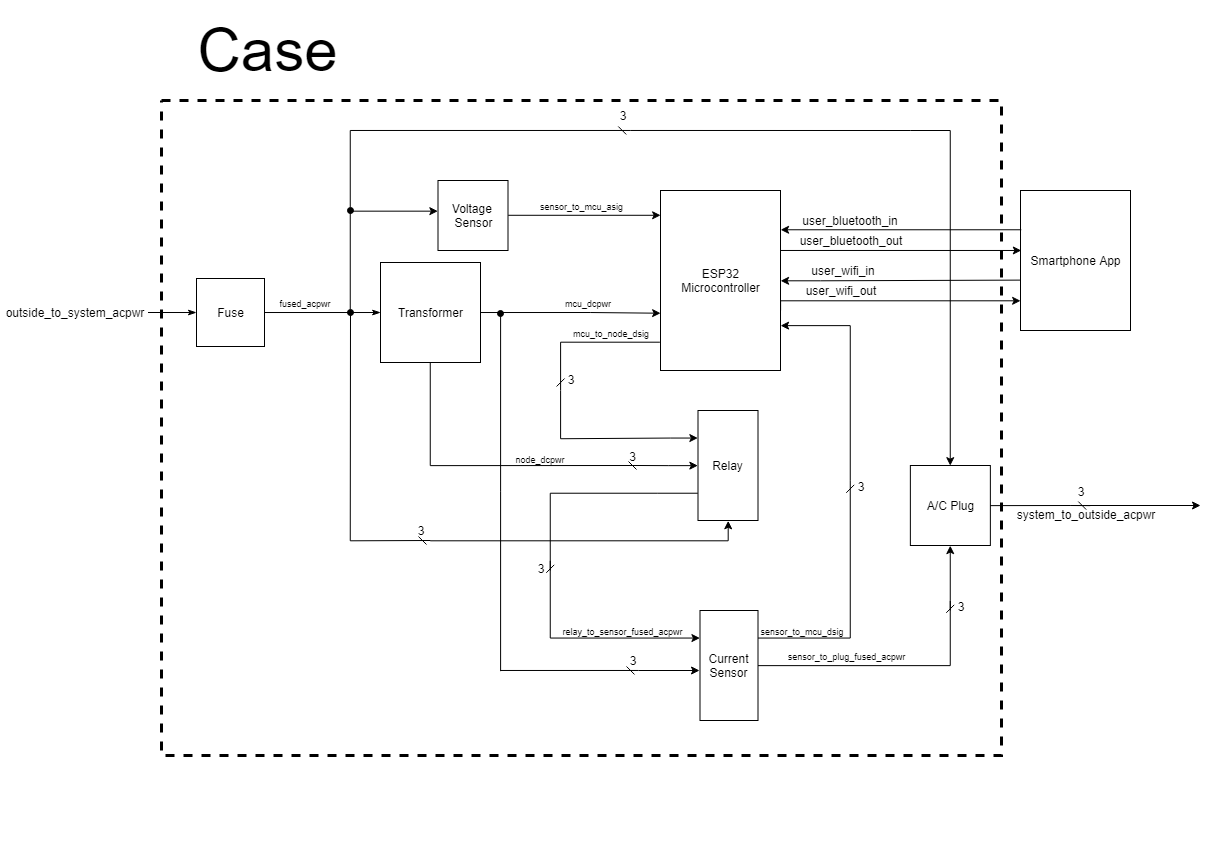 Case
3
Voltage
Sensor
sensor_to_mcu_asig
user_bluetooth_in
user_bluetooth_out
user_wifi_in
user_wifi_out
ESP32
Microcontroller
Smartphone App
outside_to_system_acpwr
Fuse
fused_acpwr
Transformer
mcu_dcpwr
mcu_to_node_dsig
3
node_dcpwr
3
Relay
3
A/C Plug
3
system_to_outside_acpwr
3
3
3
relay_to_sensor_fused_acpwr
sensor_to_mcu_dsig
3
Current
Sensor
sensor_to_plug_fused_acpwr